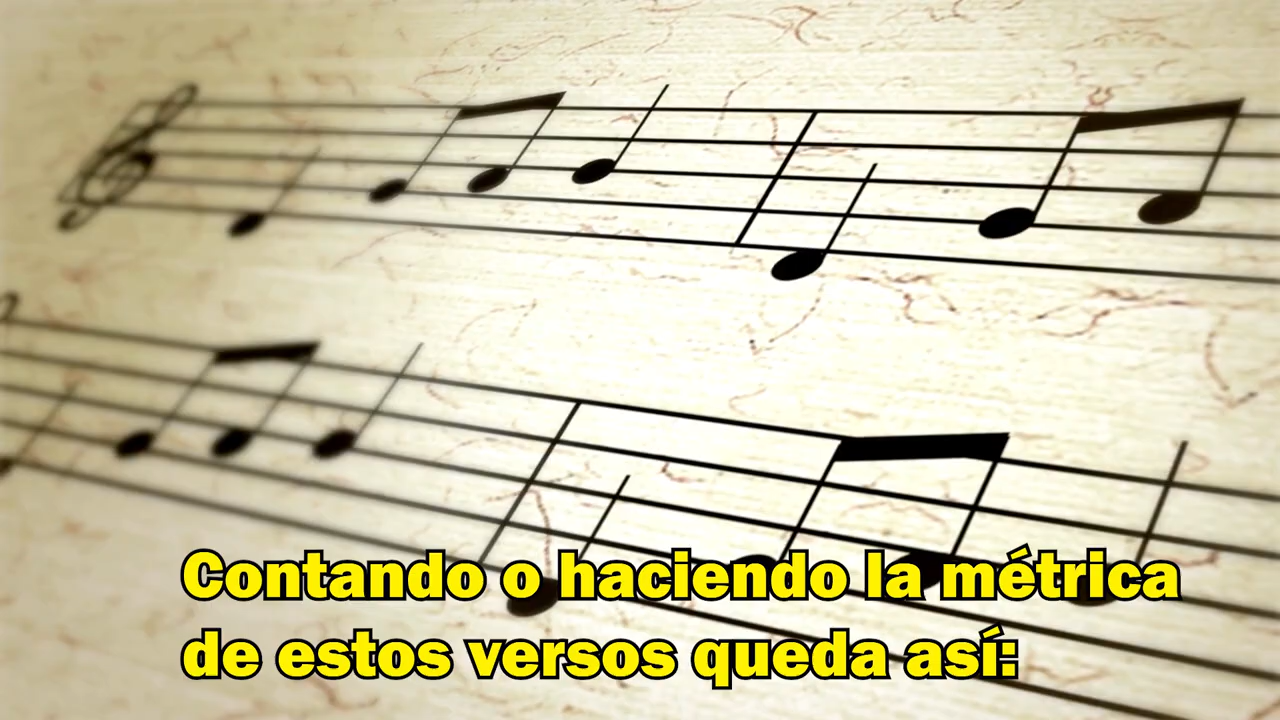 Contando o haciendo la métrica
de estos versos queda así: